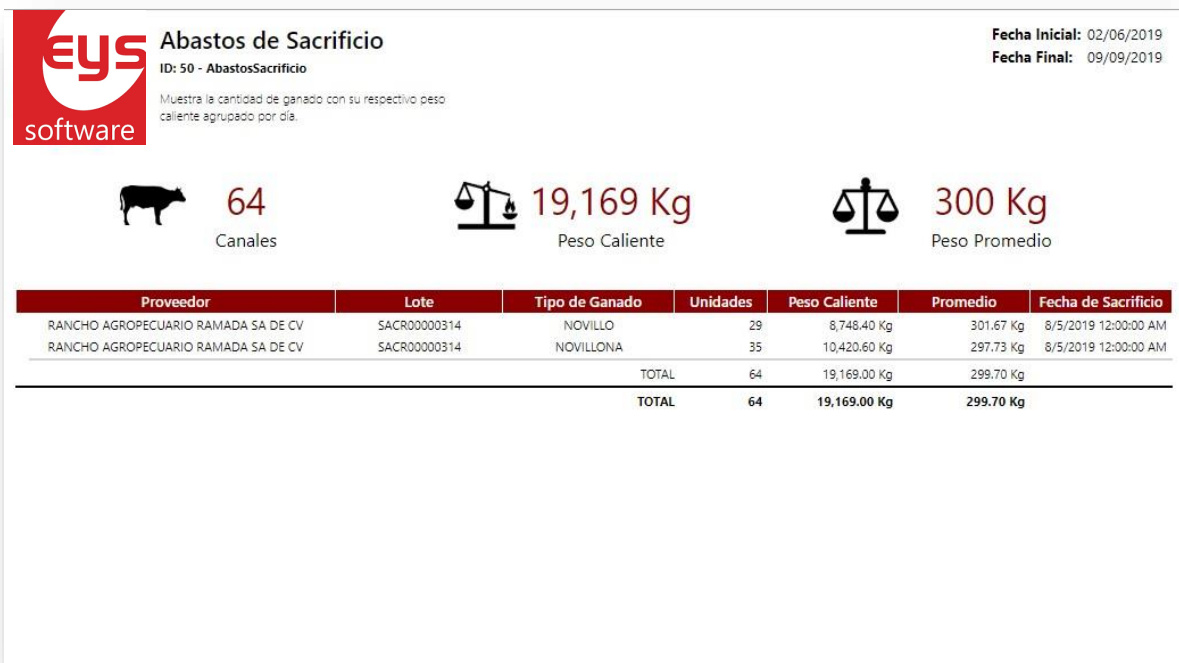 eys
software
Abastos de Sacrificio
ID: 50 - AbastosSacrificio
Muestra la cantidad de ganado con su respectivo peso
caliente agrupado por día.
Fecha Inicial: 02/06/2019
Fecha Final: 09/09/2019
64
Canales
19,169 Kg
Peso Caliente
300 Kg
Peso Promedio
Proveedor Lote Tipo de Ganado Unidades Peso Caliente Promedio Fecha de Sacrificio
RANCHO AGROPECUARIO RAMADA SA DE CV SACR00000314 NOVILLO 29 8,748.40 Kg 301.67 Kg 8/5/2019 12:00:00 AM
RANCHO AGROPECUARIO RAMADA SA DE CV SACR00000314 NOVILLONA 35 10,420.60 Kg 297.73 Kg 8/5/2019 12:00:00 AM
TOTAL 64 19,169.00 Kg 299.70 Kg
TOTAL 64 19,169.00 Kg 299.70 Kg